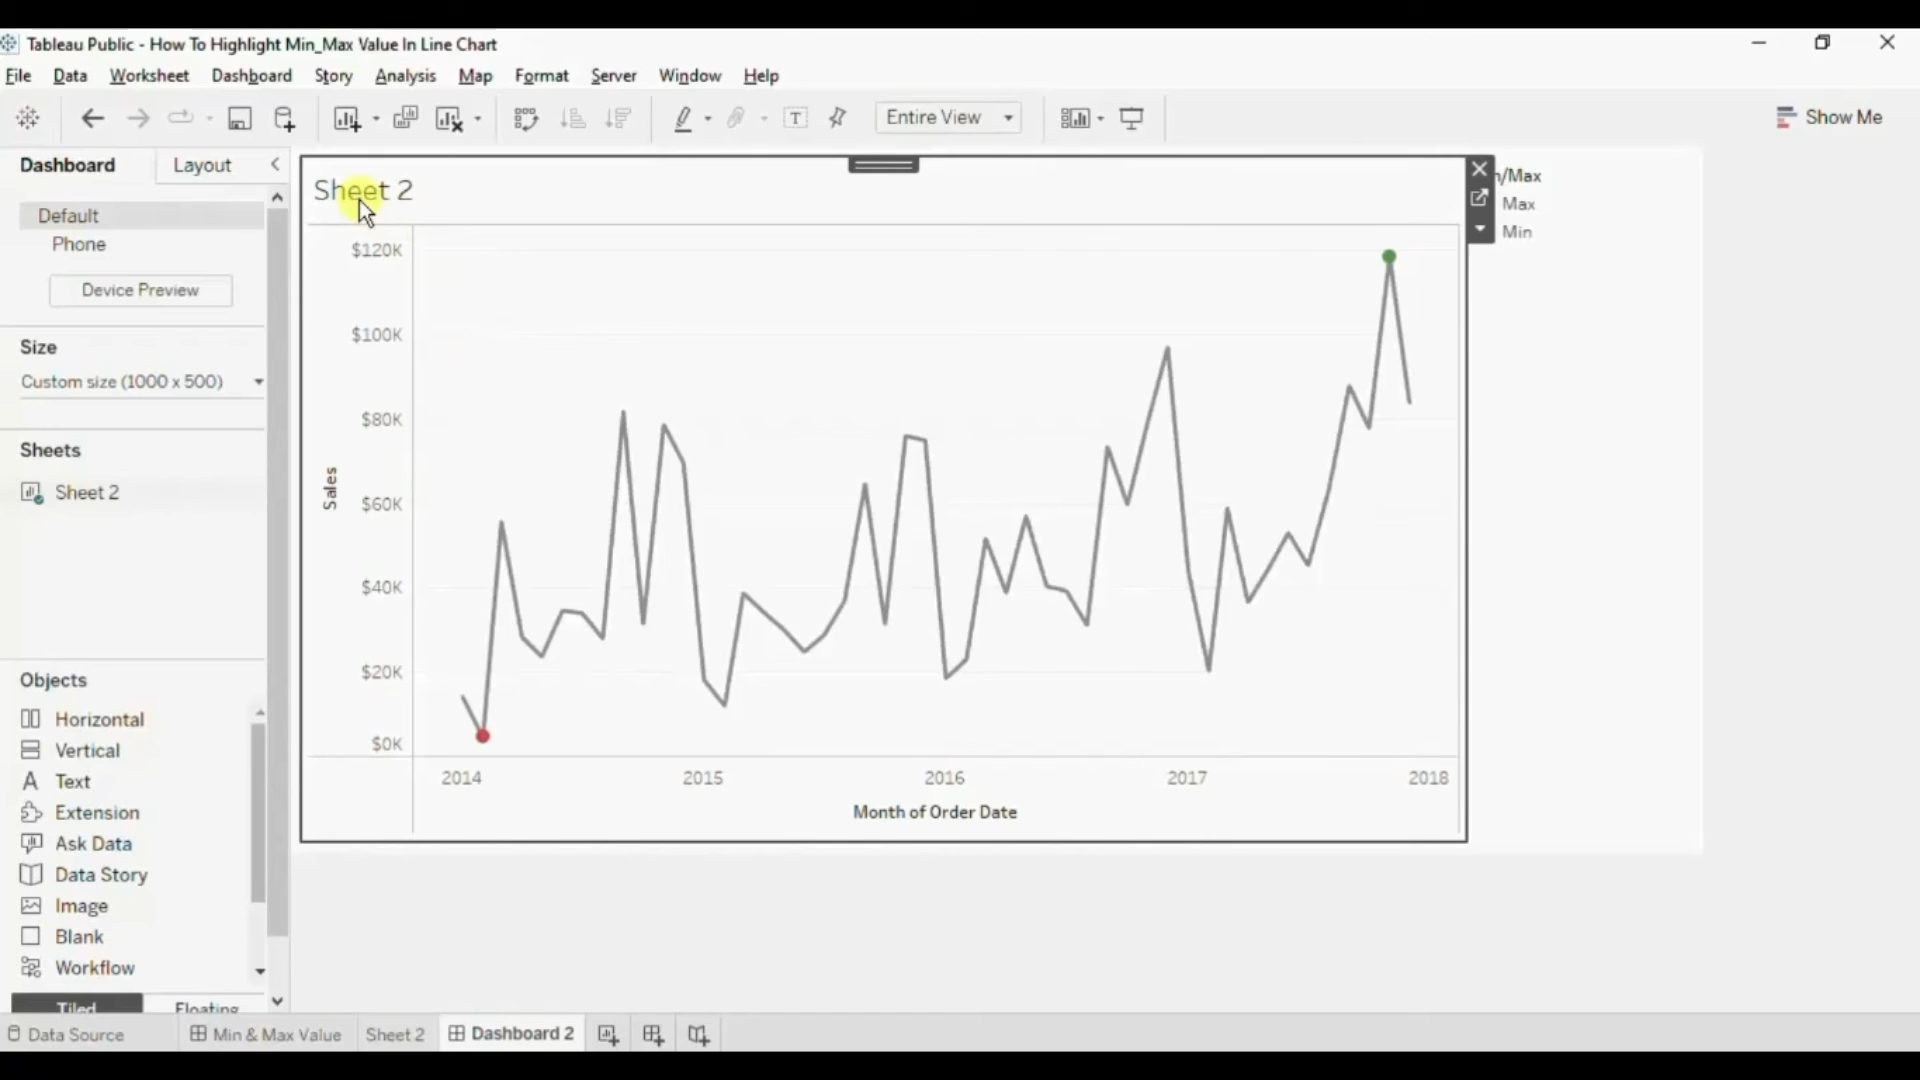 Tableau Public - How To Highlight Min_Max Value In Line Chart
File Data Worksheet Dashboard Story Analysis Map Format Server Window Help
Entire View
Show Me
Dashboard Layout
Default
Phone
Device Preview
Size
Custom size (1000 x 500)
Sheets
Sheet 2
Objects
Horizontal
Vertical
Text
Extension
Ask Data
Data Story
Image
Blank
Workflow
Tiled Floating
Sheet 2
$120K
$100K
$80K
$60K
$40K
$20K
$0K
Sales
2014 2015 2016 2017 2018
Month of Order Date
n/Max
Max
Min
Data Source Min & Max Value Sheet 2 Dashboard 2